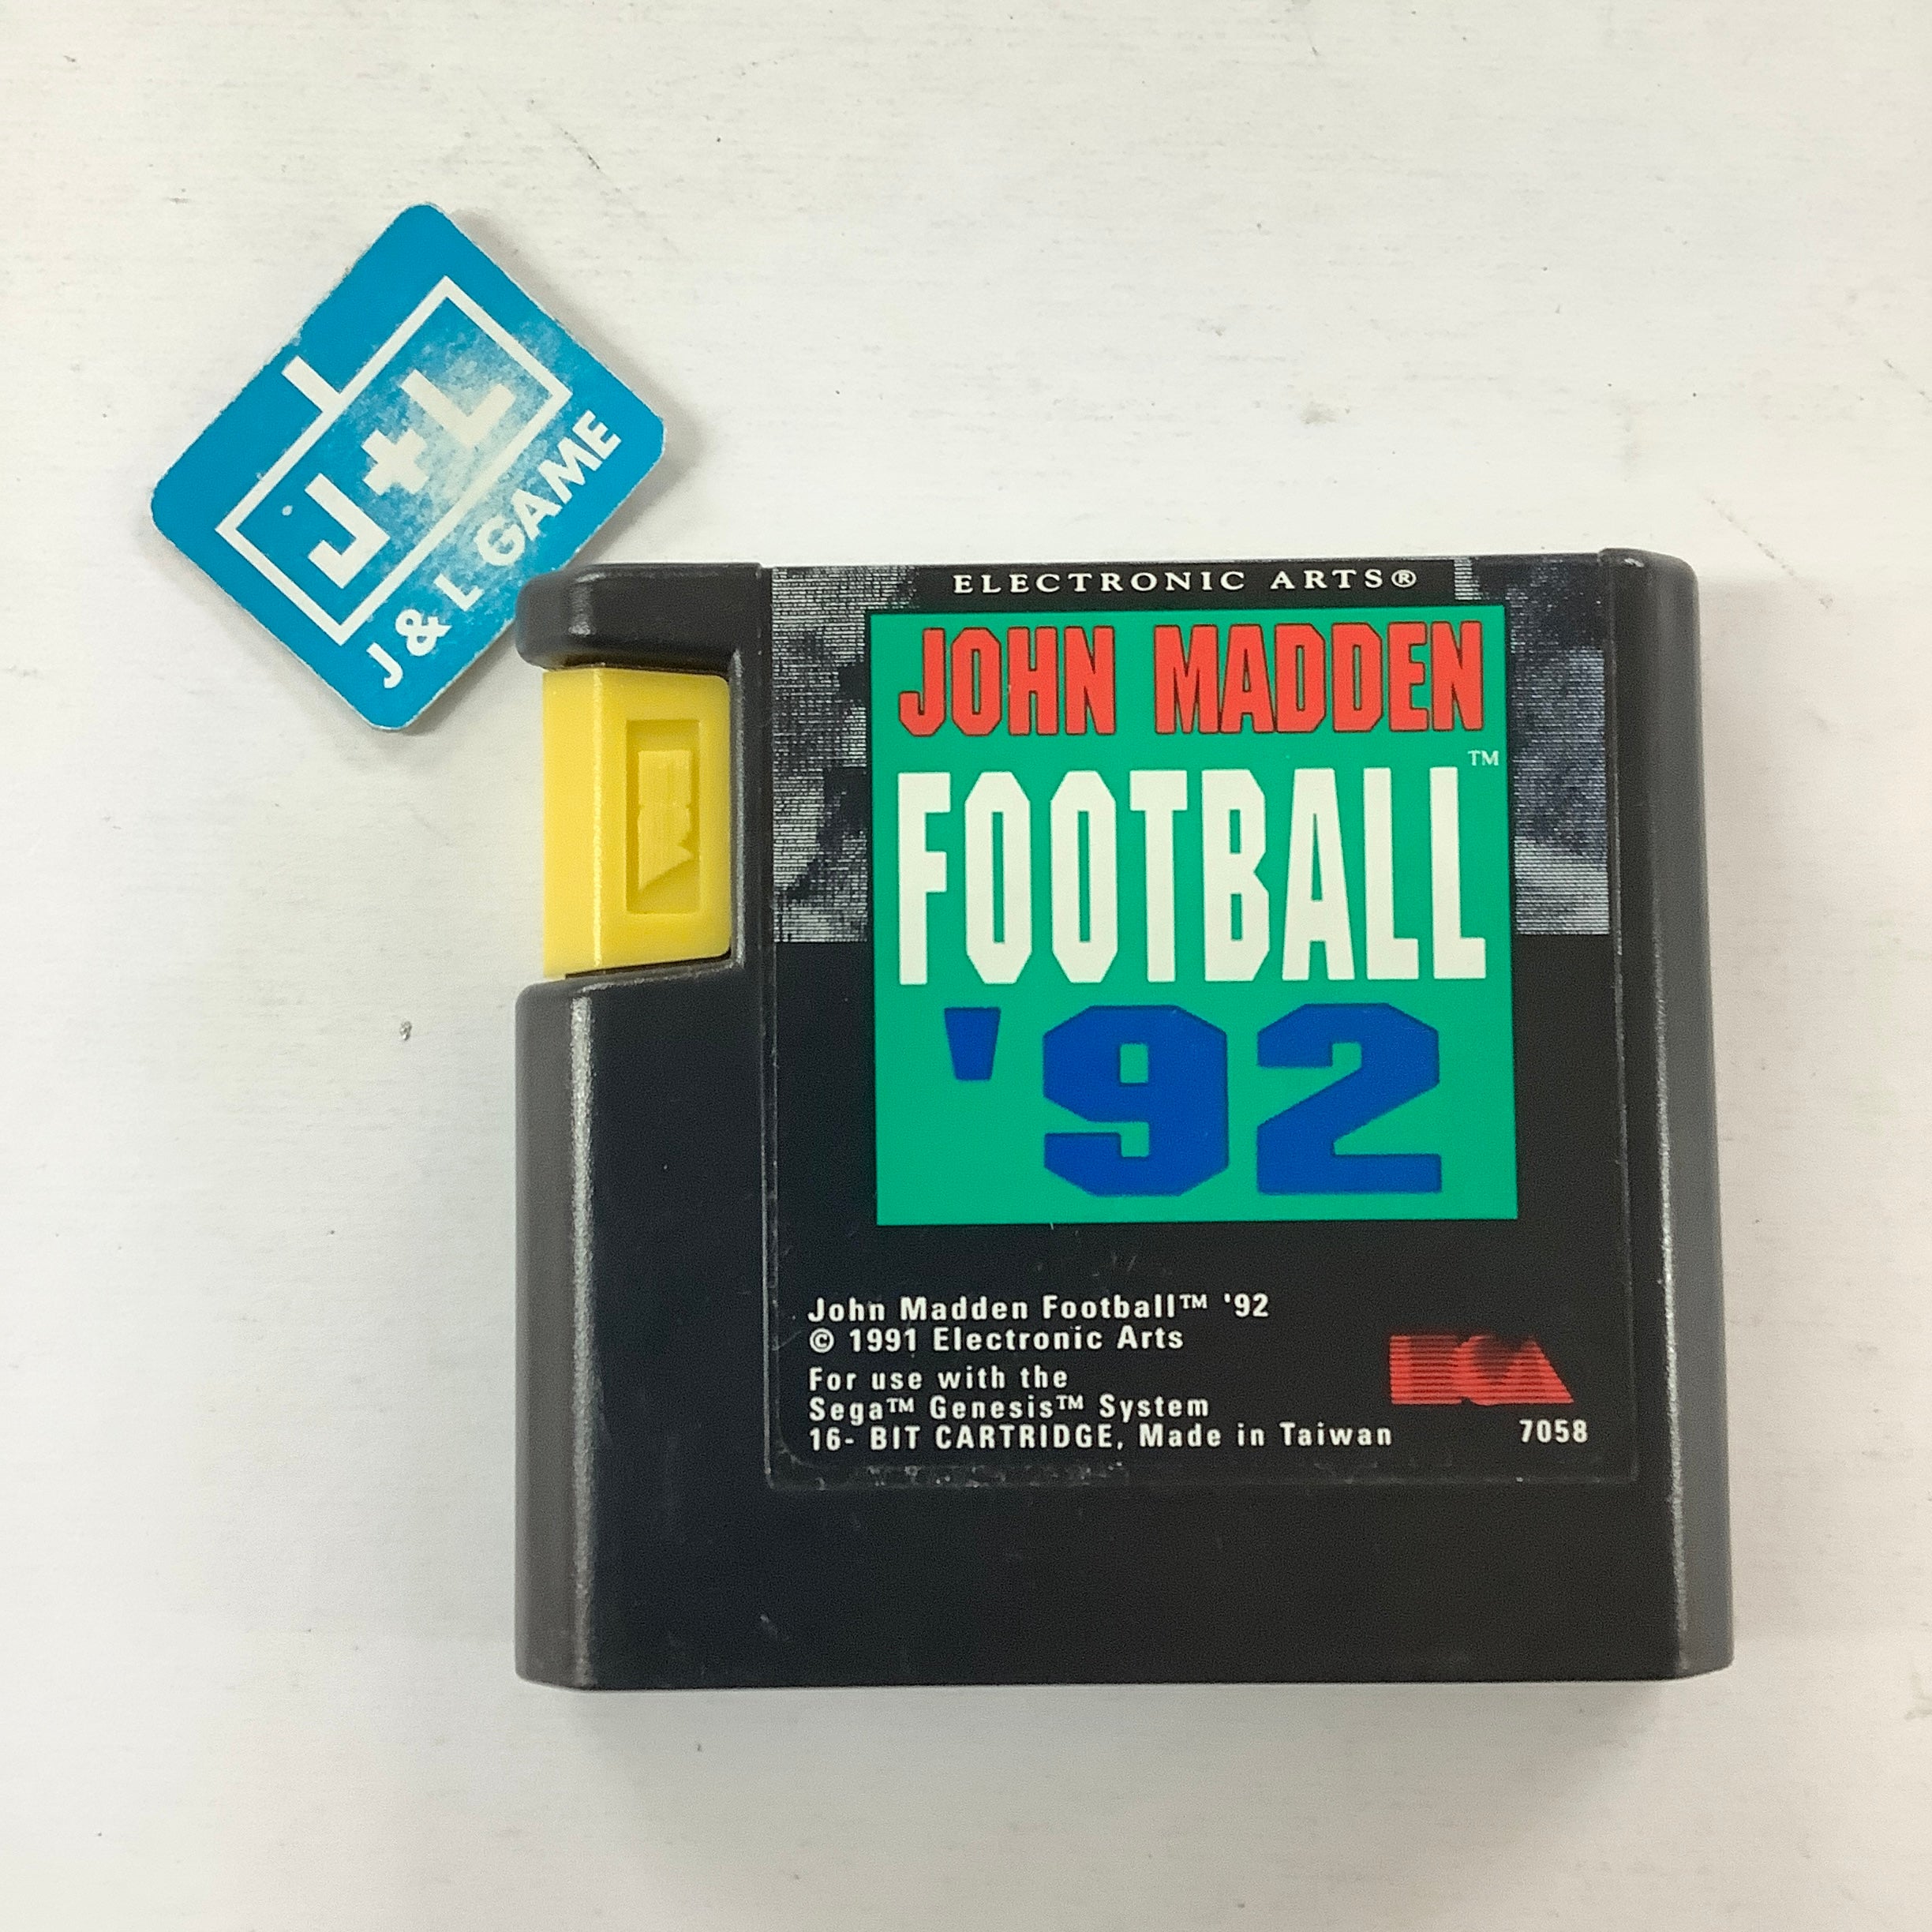 J+L
J & L GAME
ELECTRONIC ARTS®
JOHN MADDEN
FOOTBALL™
'92
John Madden Football™ '92
© 1991 Electronic Arts
For use with the
Sega™ Genesis™ System
16- BIT CARTRIDGE, Made in Taiwan
EA
7058